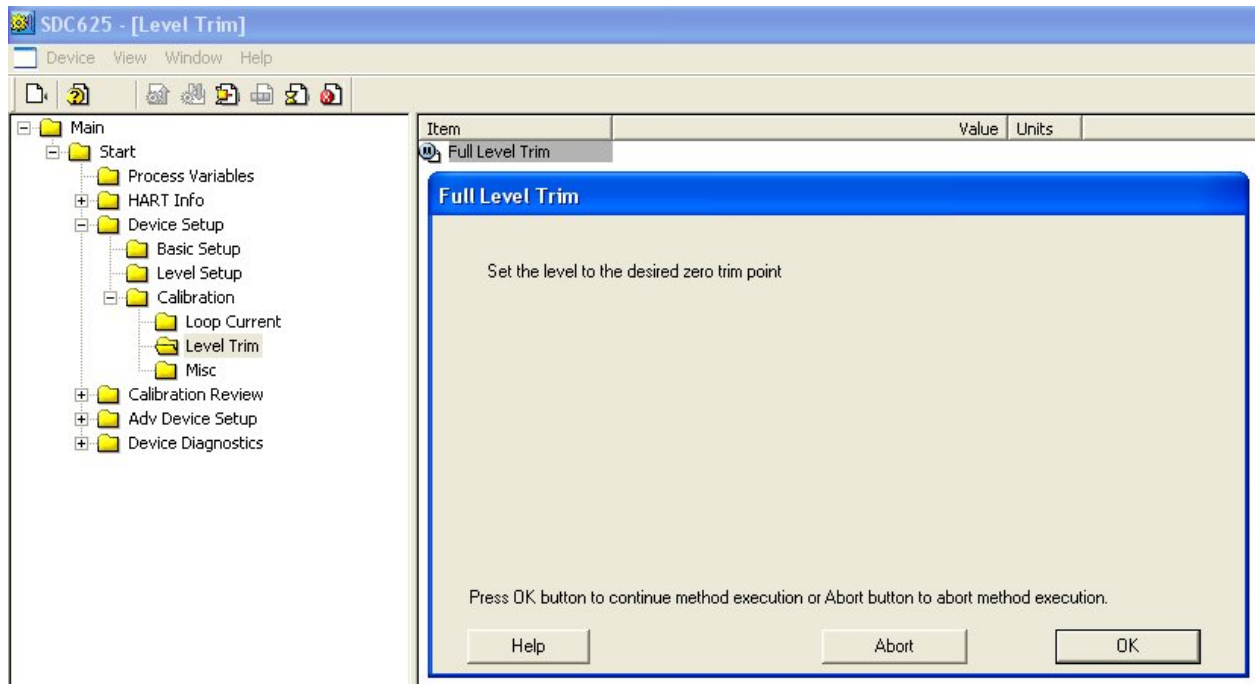 SDC625 - [Level Trim]
Device View Window Help
Main
Start
Process Variables
HART Info
Device Setup
Basic Setup
Level Setup
Calibration
Loop Current
Level Trim
Misc
Calibration Review
Adv Device Setup
Device Diagnostics
Item Value Units
Full Level Trim
Full Level Trim
Set the level to the desired zero trim point
Press OK button to continue method execution or Abort button to abort method execution.
Help Abort OK